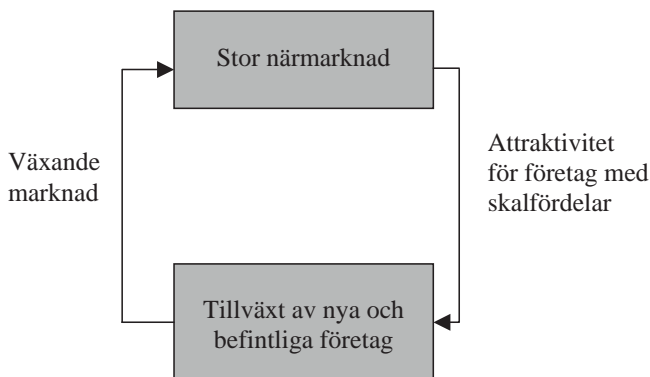 Stor närmarknad
Växande
marknad
Attraktivitet
för företag med
skalfördelar
Tillväxt av nya och
befintliga företag